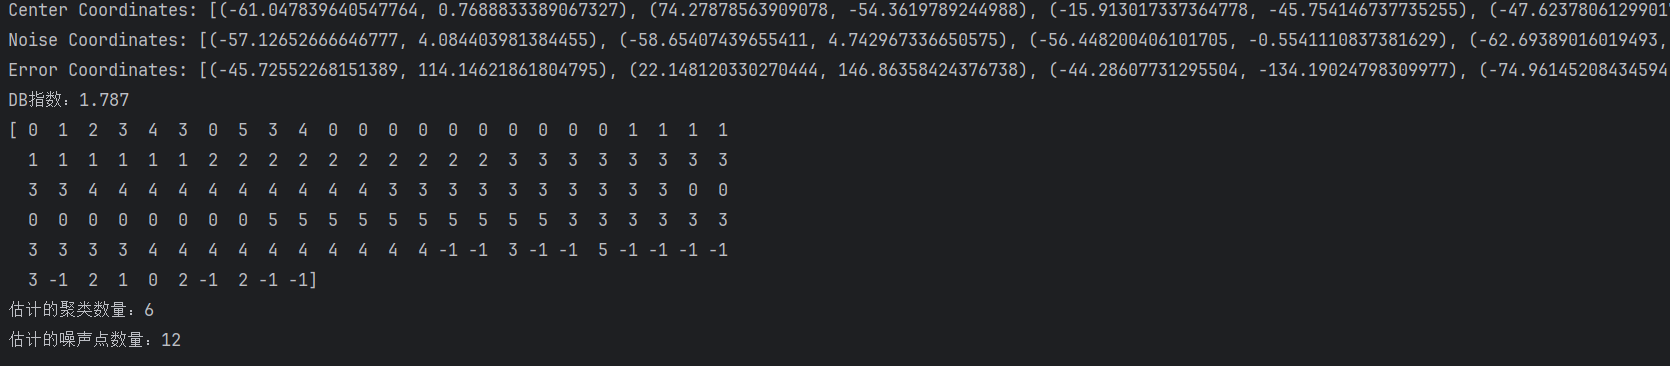 Center Coordinates: [(-61.047839640547764, 0.7688833389067327), (74.27878563909078, -54.3619789244988), (-15.913017337364778, -45.754146737735255), (-47.6237806129901
Noise Coordinates: [(-57.12652666646777, 4.084403981384455), (-58.65407439655411, 4.742967336650575), (-56.448200406101705, -0.5541110837381629), (-62.69389016019493,
Error Coordinates: [(-45.72552268151389, 114.14621861804795), (22.148120330270444, 146.86358424376738), (-44.28607731295504, -134.19024798309977), (-74.96145208434594
DB指数：1.787
[ 0  1  2  3  4  3  0  5  3  4  0  0  0  0  0  0  0  0  0  0  1  1  1  1
  1  1  1  1  1  1  2  2  2  2  2  2  2  2  2  2  3  3  3  3  3  3  3  3
  3  3  4  4  4  4  4  4  4  4  4  4  3  3  3  3  3  3  3  3  3  3  0  0
  0  0  0  0  0  0  0  0  5  5  5  5  5  5  5  5  5  5  3  3  3  3  3  3
  3  3  3  3  4  4  4  4  4  4  4  4  4  4 -1 -1  3 -1 -1  5 -1 -1 -1 -1
  3 -1  2  1  0  2 -1  2 -1 -1]
估计的聚类数量：6
估计的噪声点数量：12